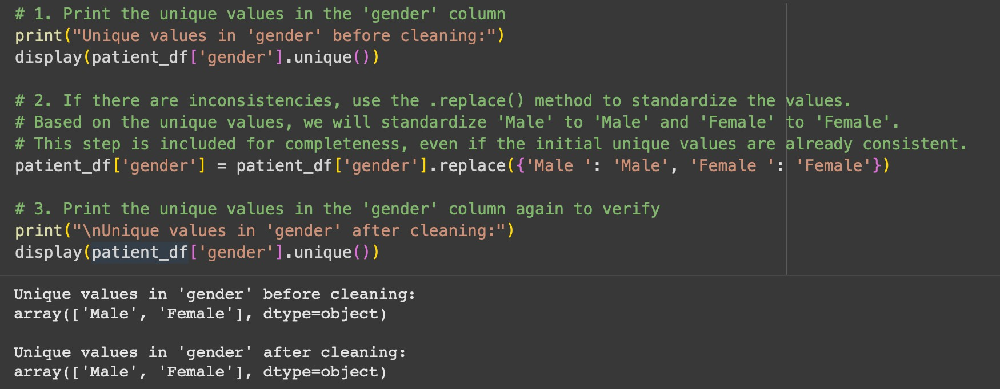 # 1. Print the unique values in the 'gender' column
print("Unique values in 'gender' before cleaning:")
display(patient_df['gender'].unique())
# 2. If there are inconsistencies, use the .replace() method to standardize the values.
# Based on the unique values, we will standardize 'Male' to 'Male' and 'Female' to 'Female'.
# This step is included for completeness, even if the initial unique values are already consistent.
patient_df['gender'] = patient_df['gender'].replace({'Male ': 'Male', 'Female ': 'Female'})
# 3. Print the unique values in the 'gender' column again to verify
print("\nUnique values in 'gender' after cleaning:")
display(patient_df['gender'].unique())
Unique values in 'gender' before cleaning:
array(['Male', 'Female'], dtype=object)
Unique values in 'gender' after cleaning:
array(['Male', 'Female'], dtype=object)